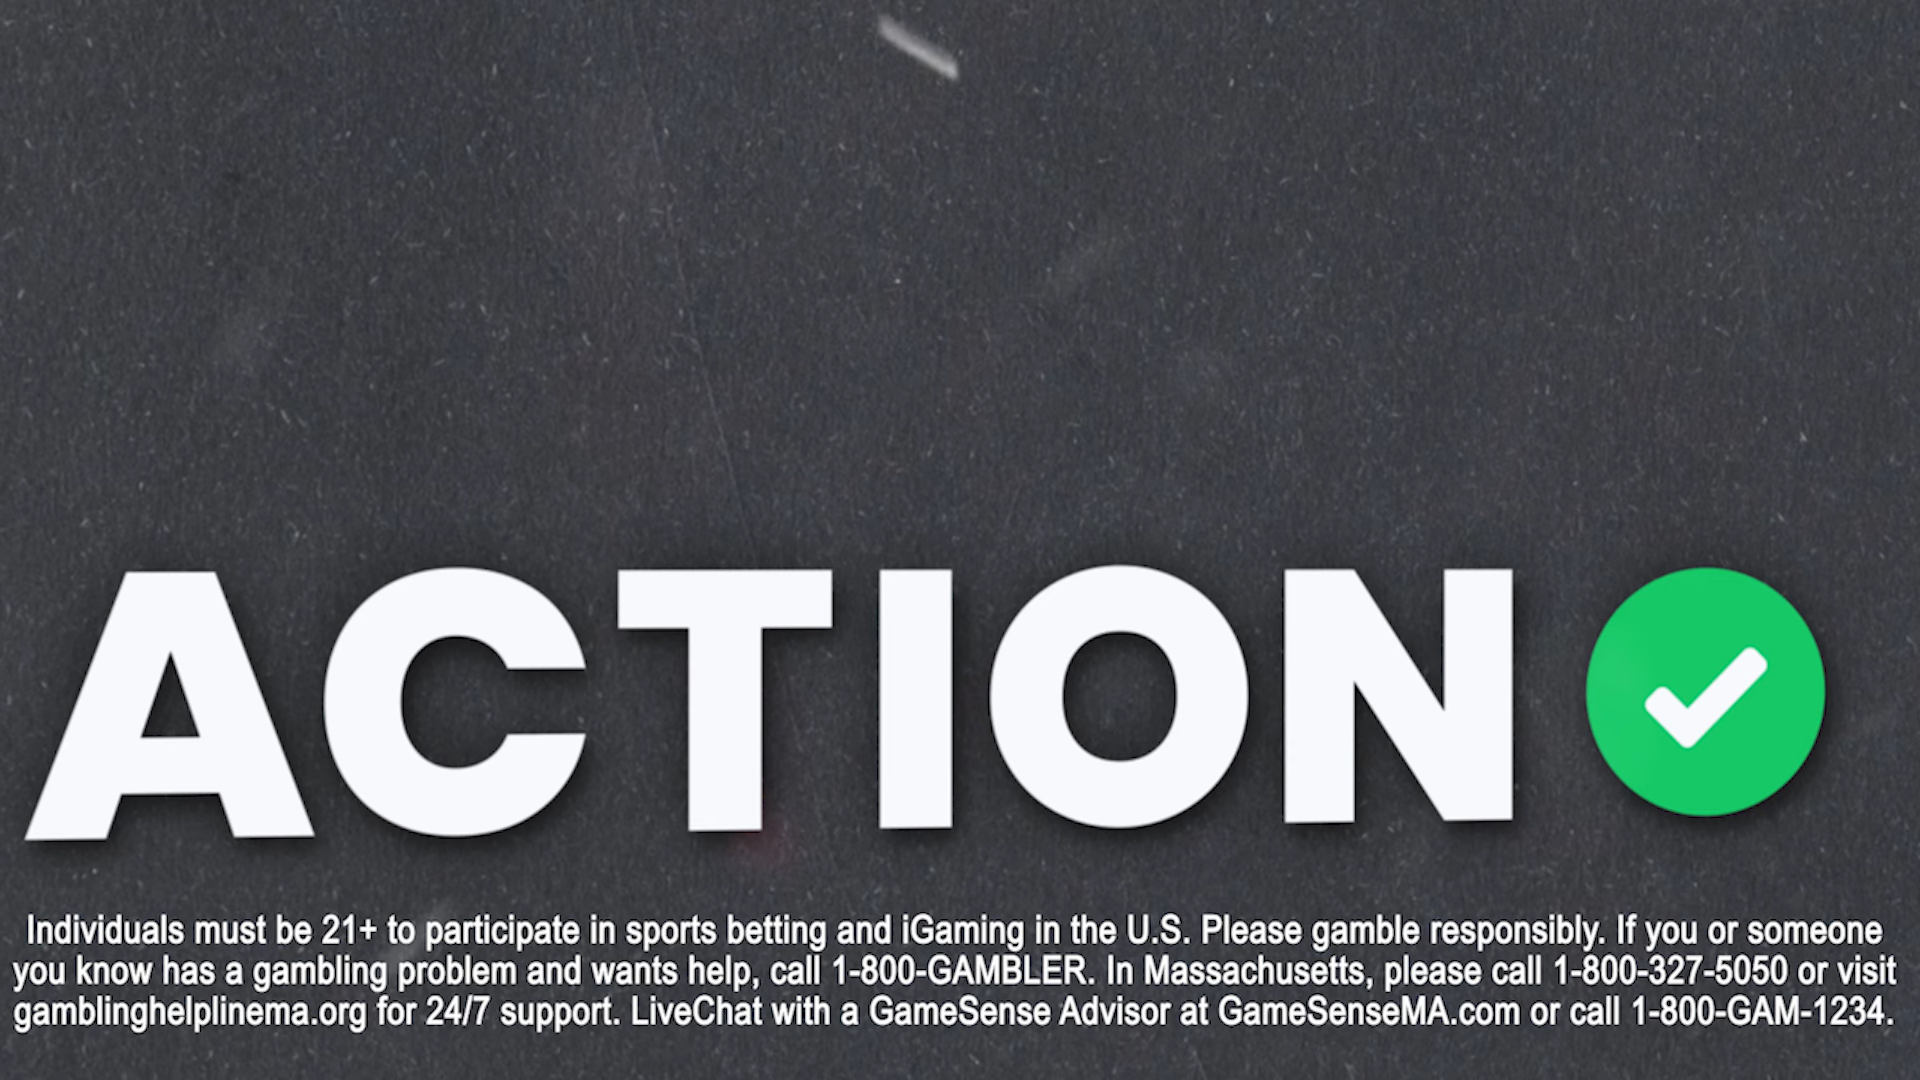 ACTION
Individuals must be 21+ to participate in sports betting and iGaming in the U.S. Please gamble responsibly. If you or someone
you know has a gambling problem and wants help, call 1-800-GAMBLER. In Massachusetts, please call 1-800-327-5050 or visit
gamblinghelplinema.org for 24/7 support. LiveChat with a GameSense Advisor at GameSenseMA.com or call 1-800-GAM-1234.